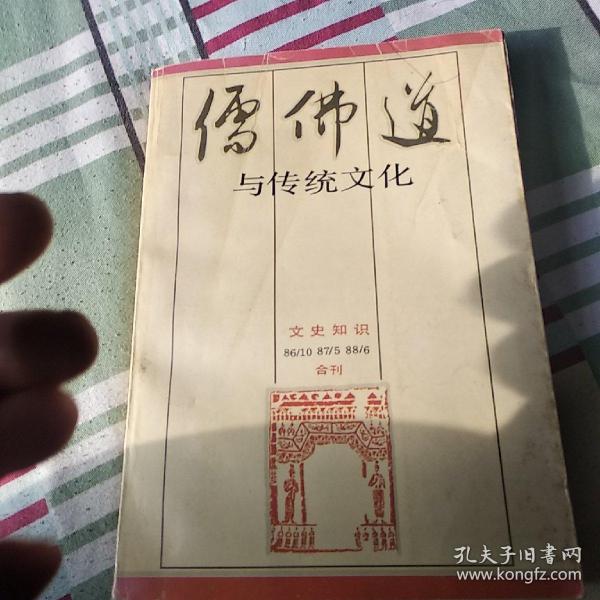 儒佛道
与传统文化
文史知识
86/10 87/5 88/6
合刊
孔夫子旧书网
www.kongfz.com